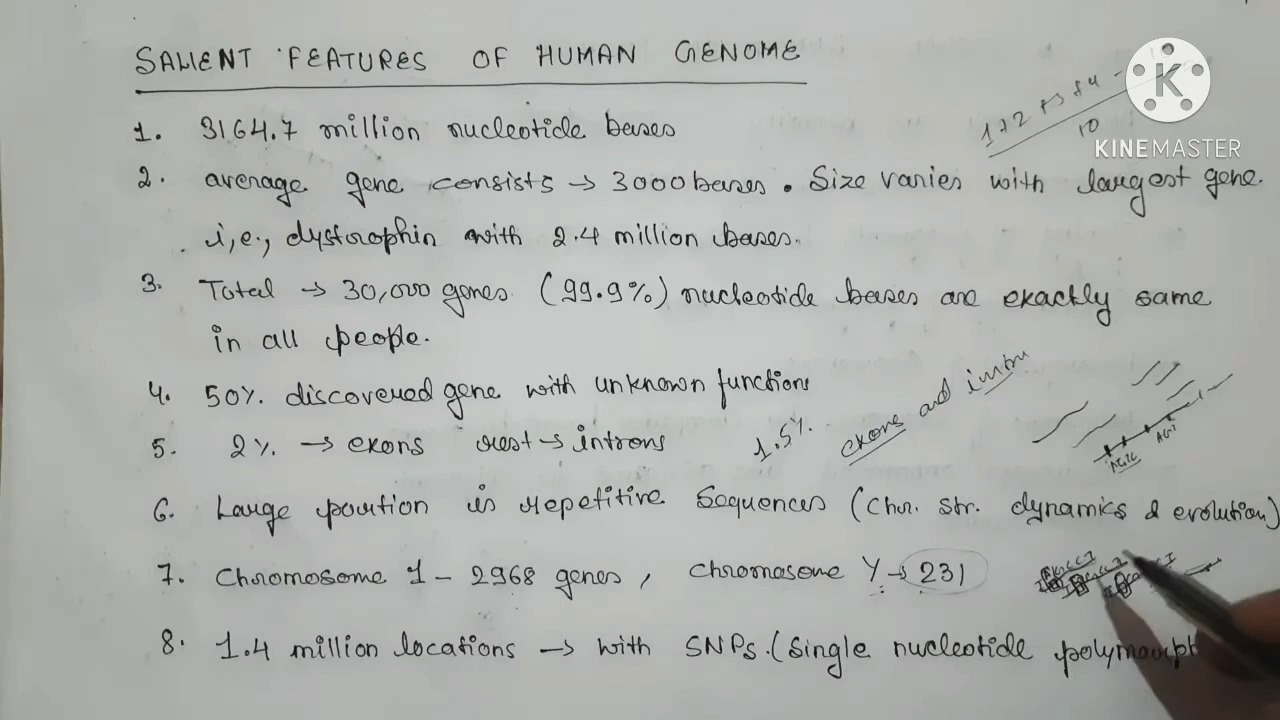 SALIENT FEATURES OF HUMAN GENOME
K
KINEMASTER
1. 3164.7 million nucleotide bases
10
2. average gene consists → 3000 bases. Size varies with largest gene.
i,e., dystrophin with 2.4 million bases.
3. Total → 30,000 genes (99.9%) nucleotide bases are exactly same
in all people.
4. 50% discovered gene with unknown functions
5. 2% → exons rest → introns
1.5%
exons and
6. Large portion is repetitive sequences (Chr. str. dynamics & evolution)
7. Chromosome 1 - 2968 genes, chromosome Y → 231
8. 1.4 million locations → with SNPs. (Single nucleotide polymorph